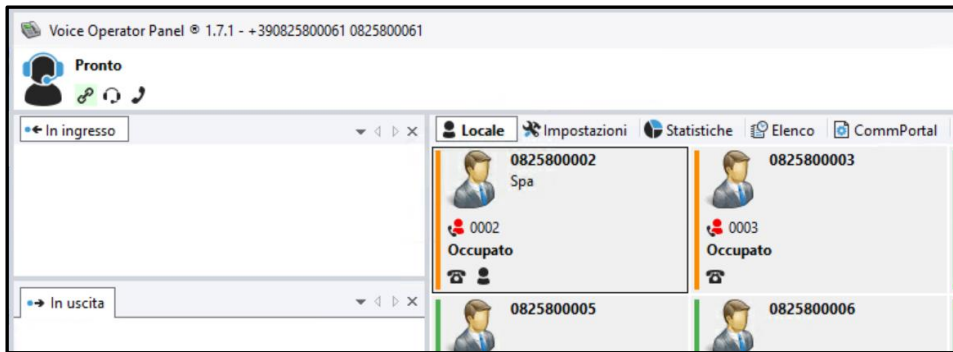 Voice Operator Panel ® 1.7.1 - +390825800061 0825800061
Pronto
In ingresso
Locale Impostazioni Statistiche Elenco CommPortal
0825800002
Spa
0002
Occupato
0825800003
0003
Occupato
In uscita
0825800005
0825800006